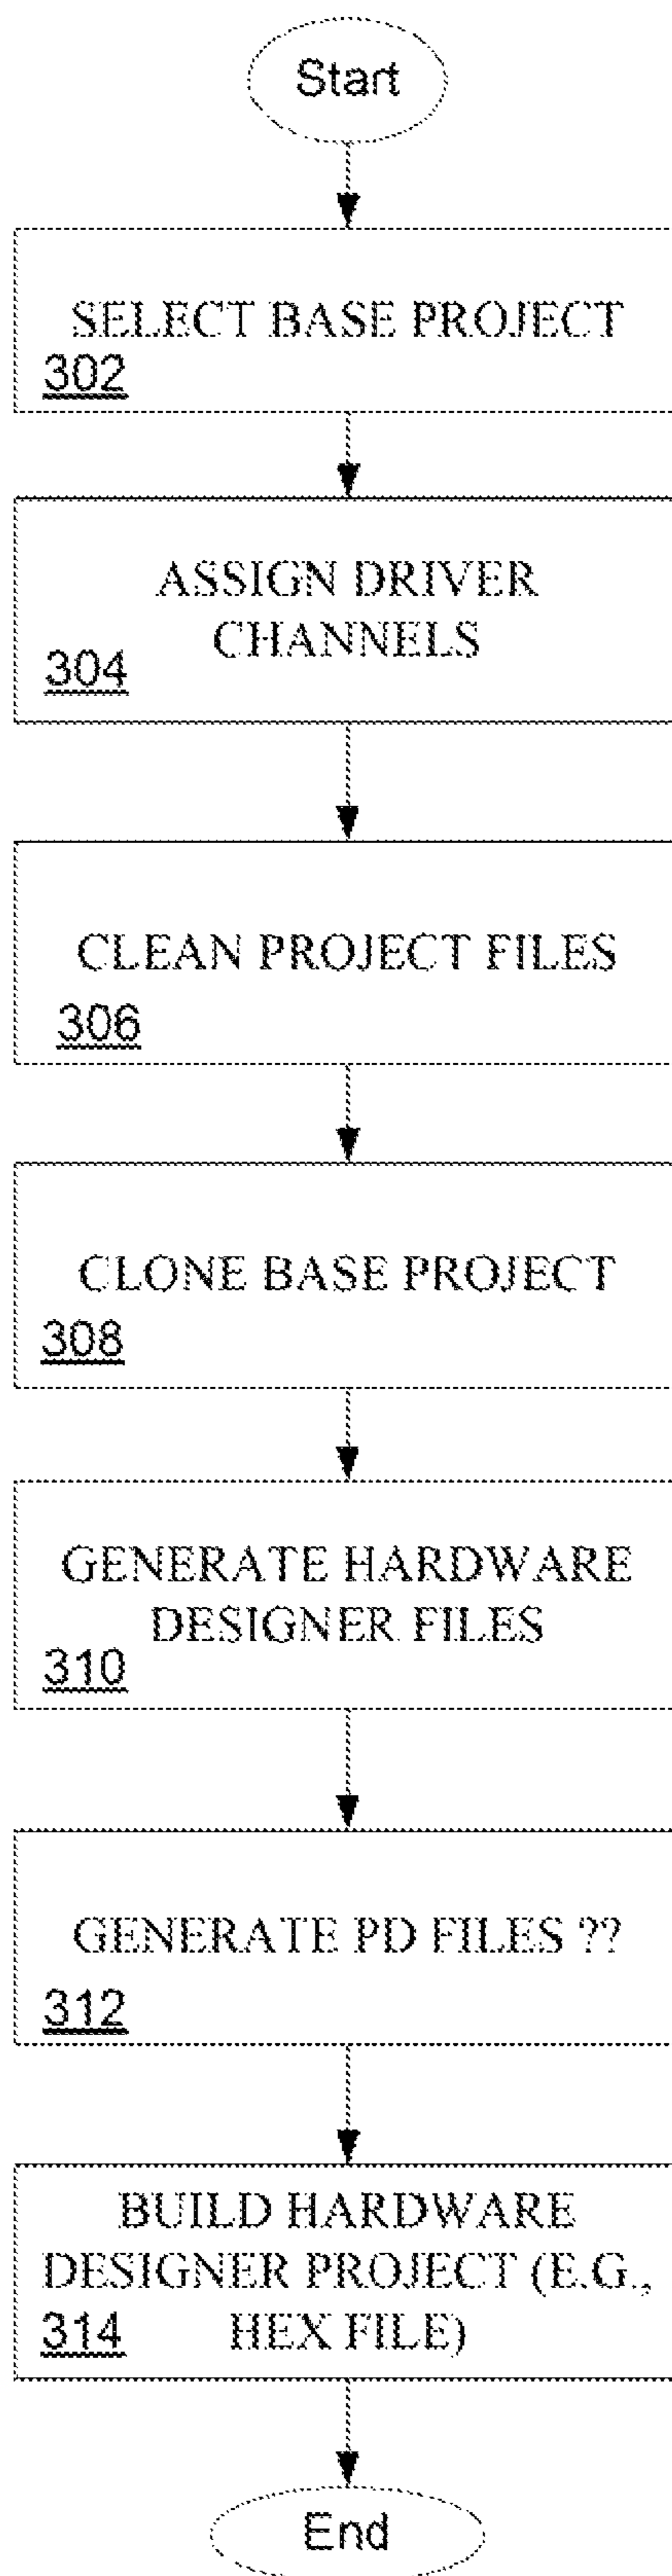 Start
SELECT BASE PROJECT
302
ASSIGN DRIVER
CHANNELS
304
CLEAN PROJECT FILES
306
CLONE BASE PROJECT
308
GENERATE HARDWARE
DESIGNER FILES
310
GENERATE PD FILES ??
312
BUILD HARDWARE
DESIGNER PROJECT (E.G.,
314 HEX FILE)
End